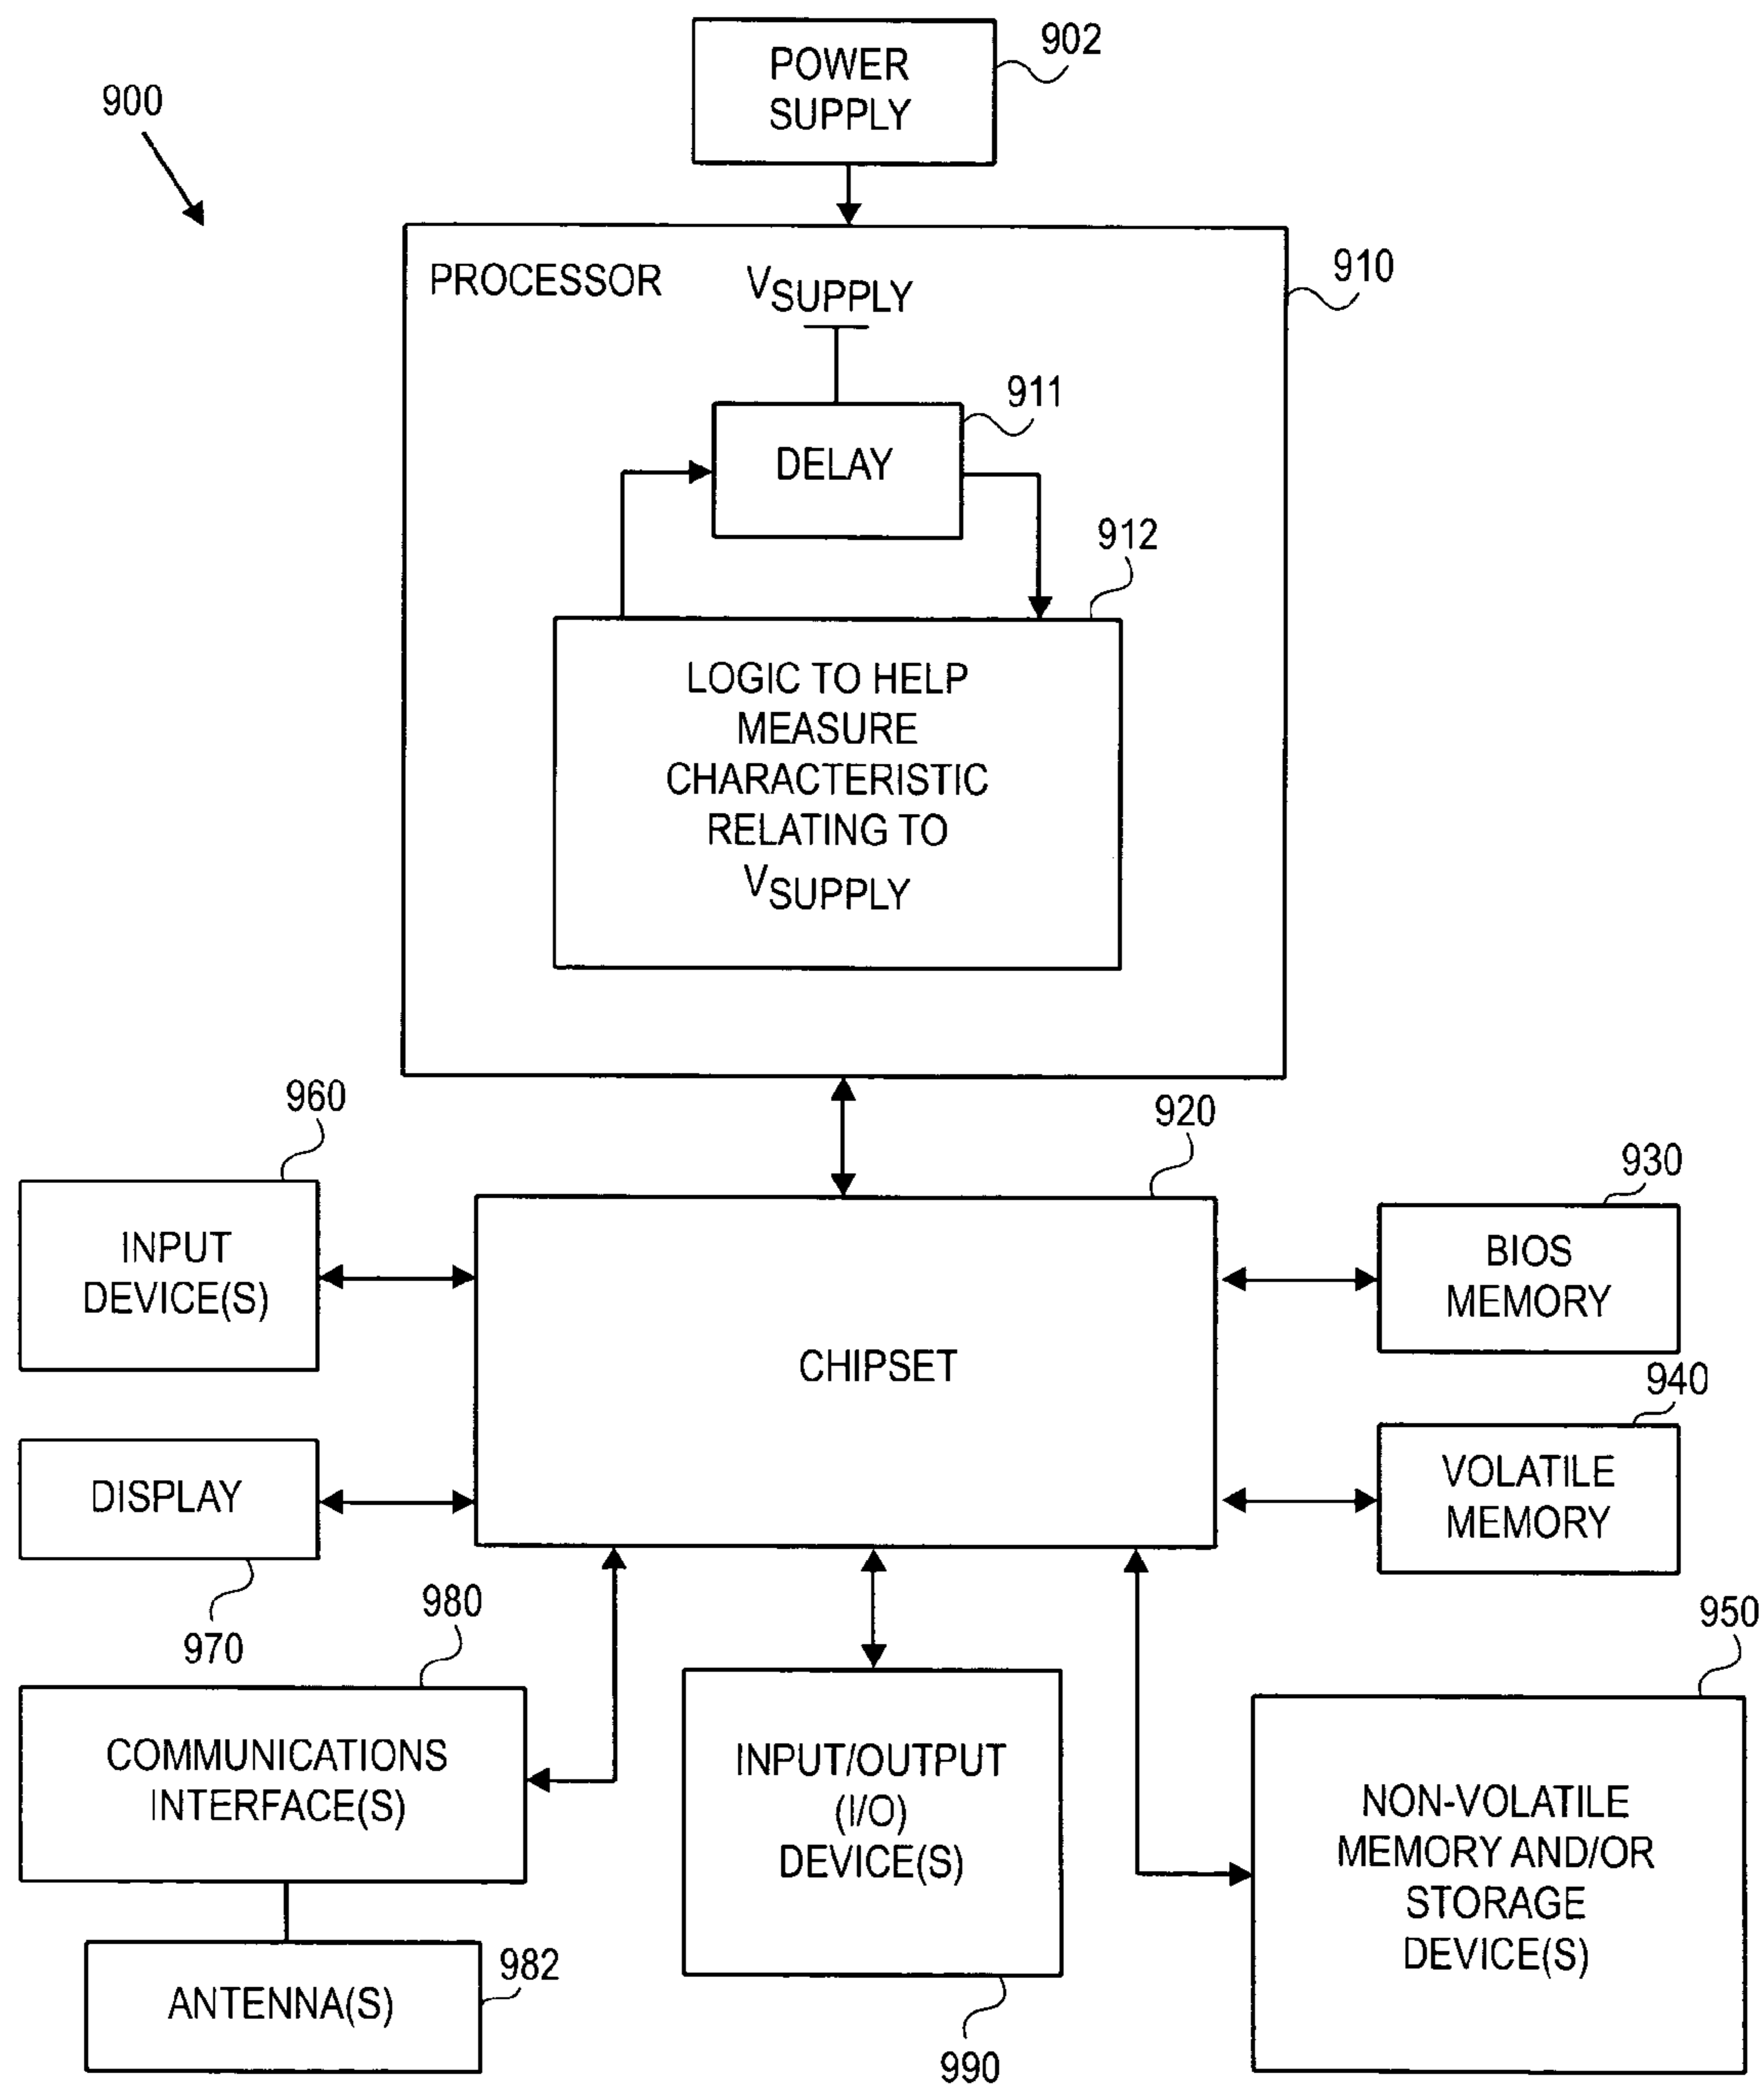 902
POWER
SUPPLY
900
910
PROCESSOR
VSUPPLY
911
DELAY
912
LOGIC TO HELP
MEASURE
CHARACTERISTIC
RELATING TO
VSUPPLY
960
920
930
INPUT
DEVICE(S)
BIOS
MEMORY
CHIPSET
940
DISPLAY
VOLATILE
MEMORY
970
980
950
COMMUNICATIONS
INTERFACE(S)
INPUT/OUTPUT
(I/O)
DEVICE(S)
NON-VOLATILE
MEMORY AND/OR
STORAGE
DEVICE(S)
982
ANTENNA(S)
990